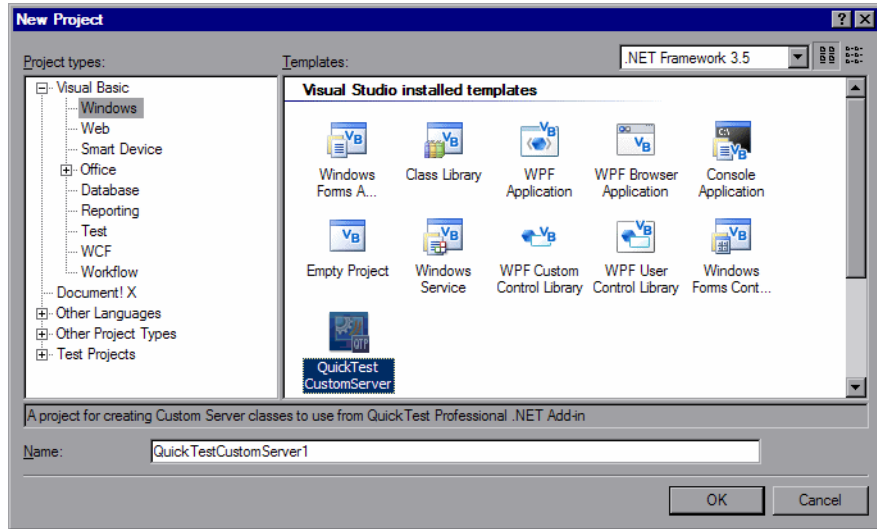 New Project
Project types:
Templates:
.NET Framework 3.5
Visual Basic
Windows
Web
Smart Device
Office
Database
Reporting
Test
WCF
Workflow
Document! X
Other Languages
Other Project Types
Test Projects
Visual Studio installed templates
Windows
Forms A...
Class Library
WPF
Application
WPF Browser
Application
Console
Application
Empty Project
Windows
Service
WPF Custom
Control Library
WPF User
Control Library
Windows
Forms Cont...
QuickTest
CustomServer
A project for creating Custom Server classes to use from QuickTest Professional .NET Add-in
Name:
QuickTestCustomServer1
OK
Cancel